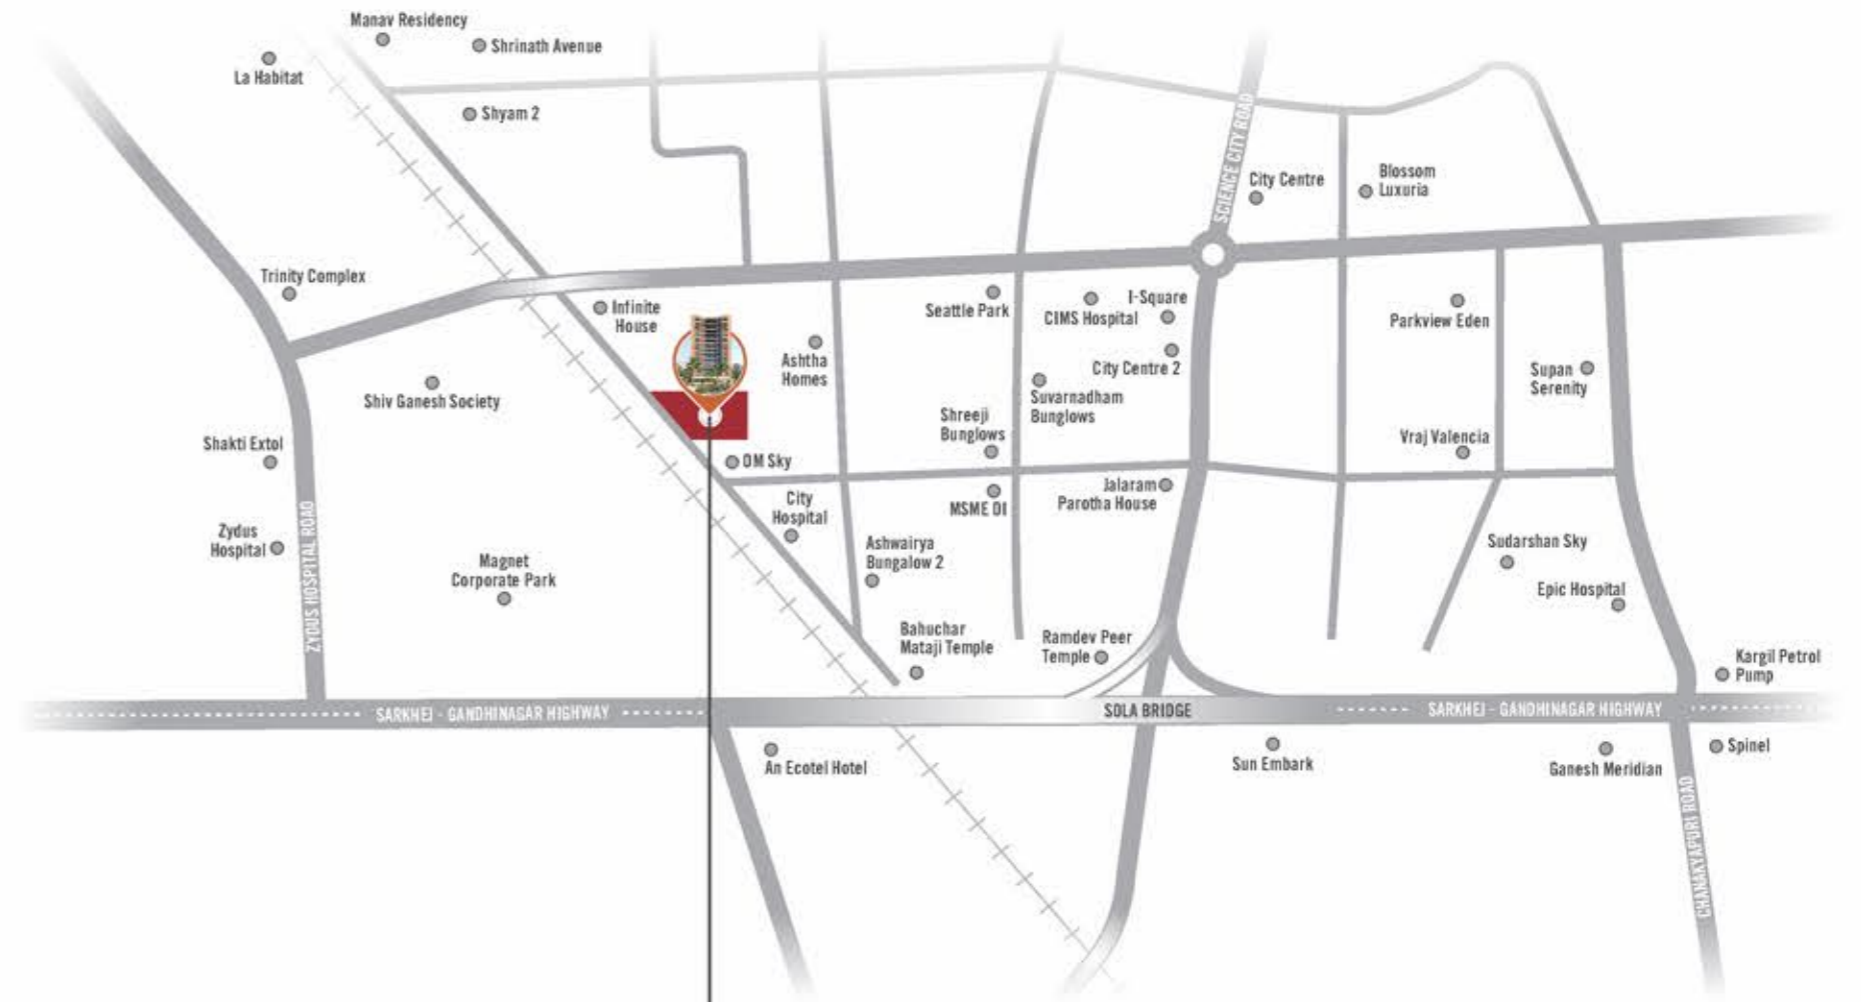 Manav Residency
Shrinath Avenue
La Habitat
Shyam 2
SCIENCE CITY ROAD
City Centre
Blossom
Luxuria
Trinity Complex
Infinite
House
Seattle Park
I-Square
CIMS Hospital
Parkview Eden
Ashtha
Homes
City Centre 2
Supan
Serenity
Shiv Ganesh Society
Suvarnadham
Bunglows
Shreeji
Bunglows
Shakti Extol
Vraj Valencia
DM Sky
City
Hospital
MSME DI
Jalaram
Parotha House
Zydus
Hospital
ZYDUS HOSPITAL ROAD
Magnet
Corporate Park
Ashwairya
Bungalow 2
Sudarshan Sky
Epic Hospital
Bahuchar
Mataji Temple
Ramdev Peer
Temple
Kargil Petrol
Pump
SARKHEJ - GANDHINAGAR HIGHWAY
SOLA BRIDGE
SARKHEJ - GANDHINAGAR HIGHWAY
An Ecotel Hotel
Sun Embark
Ganesh Meridian
Spinel
CHANAKYAPURI ROAD